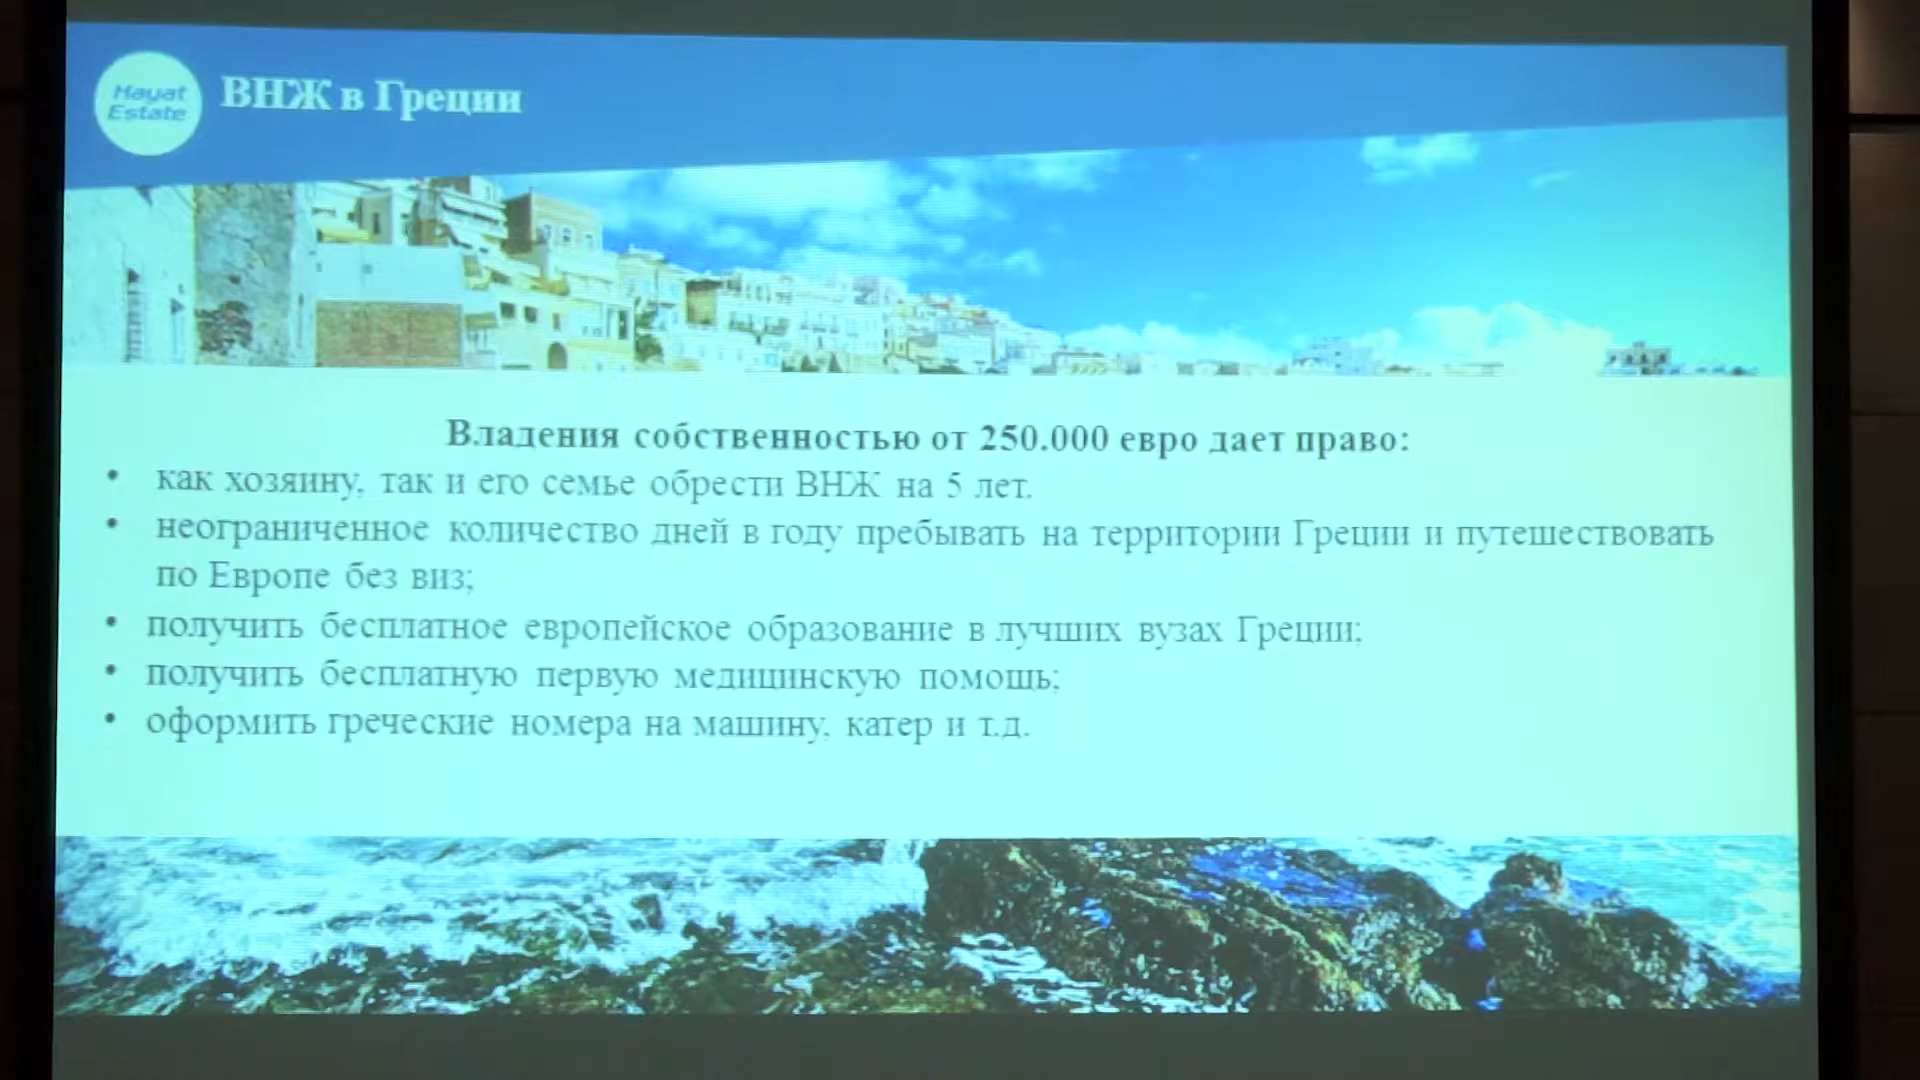 Hayat
Estate
ВНЖ в Греции
Владения собственностью от 250.000 евро дает право:
• как хозяину, так и его семье обрести ВНЖ на 5 лет.
• неограниченное количество дней в году пребывать на территории Греции и путешествовать
по Европе без виз;
• получить бесплатное европейское образование в лучших вузах Греции;
• получить бесплатную первую медицинскую помощь;
• оформить греческие номера на машину, катер и т.д.